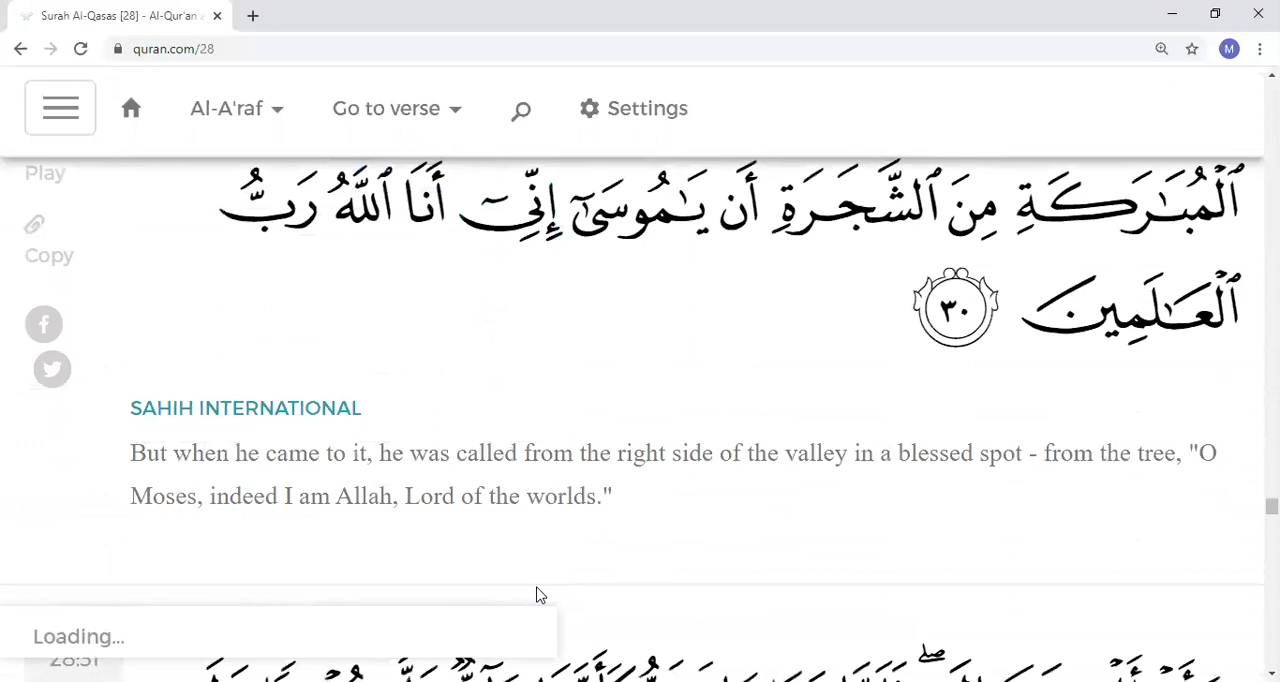 Surah Al-Qasas [28] - Al-Qur'an
quran.com/28
M
Al-A'raf
Go to verse
Settings
Play
ٱلْمُبَـٰرَكَةِ مِنَ ٱلشَّجَرَةِ أَن يَـٰمُوسَىٰٓ إِنِّىٓ أَنَا ٱللَّهُ رَبُّ
Copy
ٱلْعَـٰلَمِينَ ٣٠
SAHIH INTERNATIONAL
But when he came to it, he was called from the right side of the valley in a blessed spot - from the tree, "O
Moses, indeed I am Allah, Lord of the worlds."
Loading...
28:31